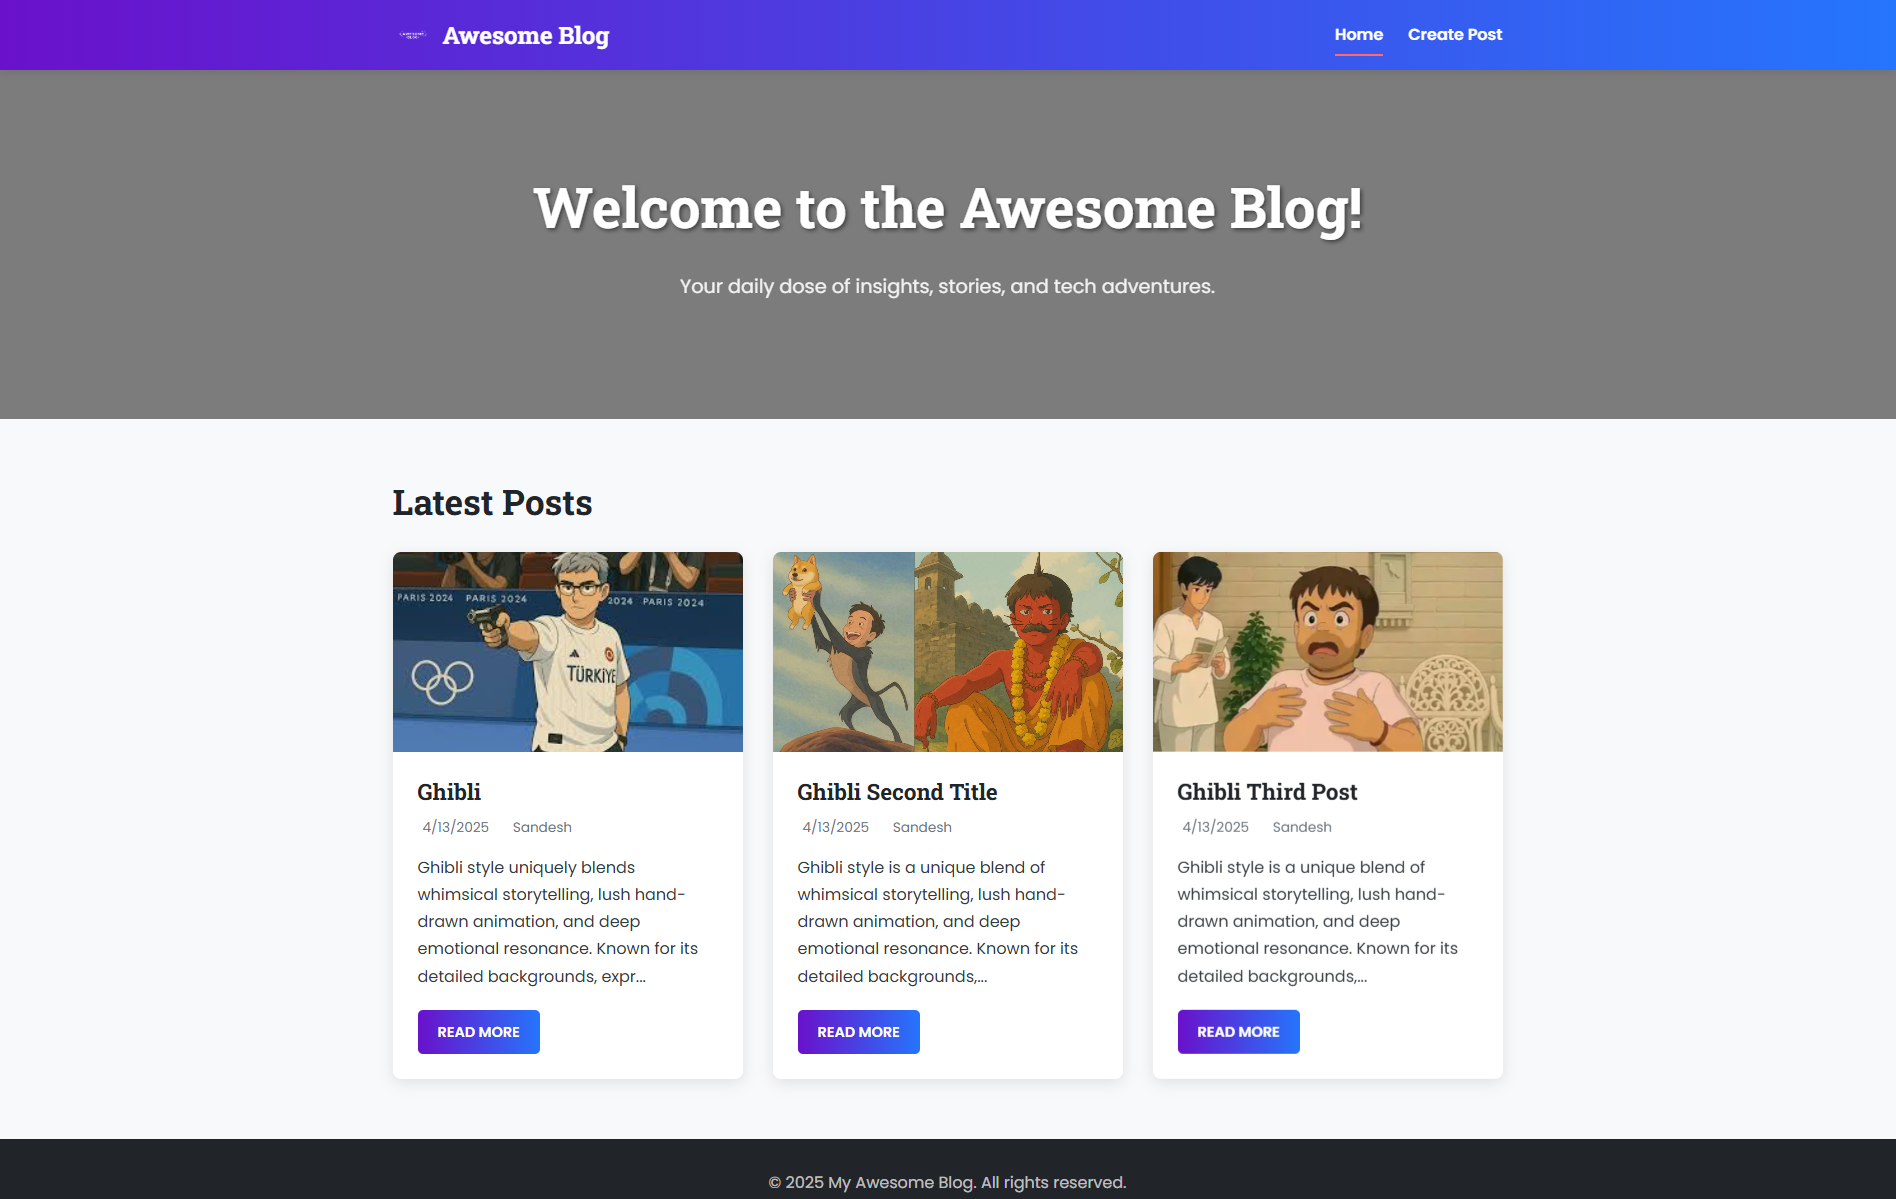 AWESOME
BLOG
Awesome Blog
Home
Create Post
Welcome to the Awesome Blog!
Your daily dose of insights, stories, and tech adventures.
Latest Posts
PARIS 2024 PARIS 2024 2024 PARIS 2024
TÜRKİYE
Ghibli
4/13/2025 Sandesh
Ghibli style uniquely blends
whimsical storytelling, lush hand-
drawn animation, and deep
emotional resonance. Known for its
detailed backgrounds, expr...
READ MORE
Ghibli Second Title
4/13/2025 Sandesh
Ghibli style is a unique blend of
whimsical storytelling, lush hand-
drawn animation, and deep
emotional resonance. Known for its
detailed backgrounds,...
READ MORE
Ghibli Third Post
4/13/2025 Sandesh
Ghibli style is a unique blend of
whimsical storytelling, lush hand-
drawn animation, and deep
emotional resonance. Known for its
detailed backgrounds,...
READ MORE
© 2025 My Awesome Blog. All rights reserved.